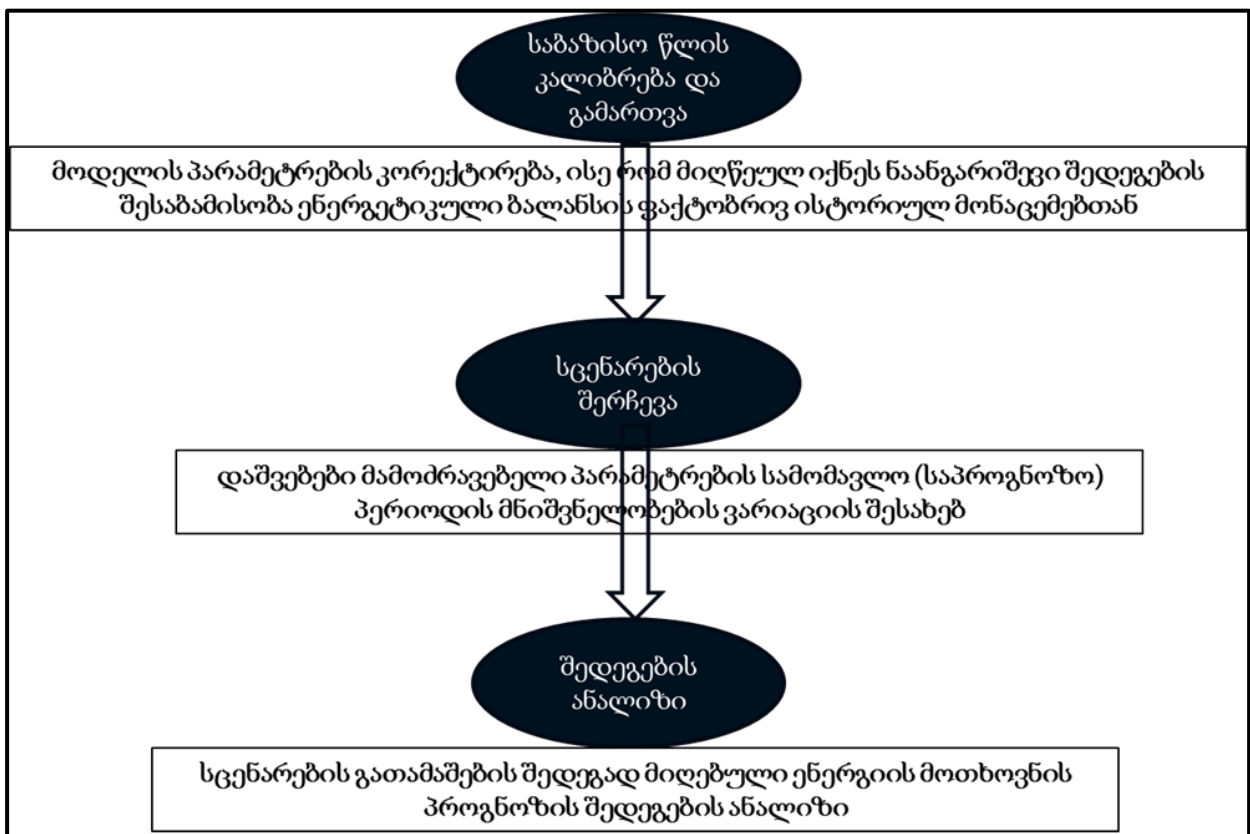 საბაზისო წლის
კალიბრება და
გამართვა
მოდელის პარამეტრების კორექტირება, ისე რომ მიღწეულ იქნეს ნაანგარიშევი შედეგების
შესაბამისობა ენერგეტიკული ბალანსის ფაქტობრივ ისტორიულ მონაცემებთან
სცენარების
შერჩევა
დაშვებები მამოძრავებელი პარამეტრების სამომავლო (საპროგნოზო)
პერიოდის მნიშვნელობების ვარიაციის შესახებ
შედეგების
ანალიზი
სცენარების გათამაშების შედეგად მიღებული ენერგიის მოთხოვნის
პროგნოზის შედეგების ანალიზი